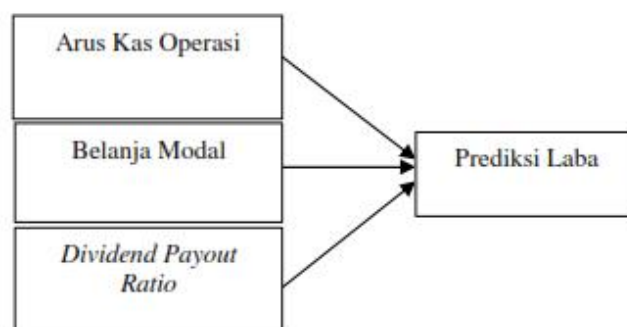 Arus Kas Operasi
Belanja Modal
Prediksi Laba
Dividend Payout
Ratio